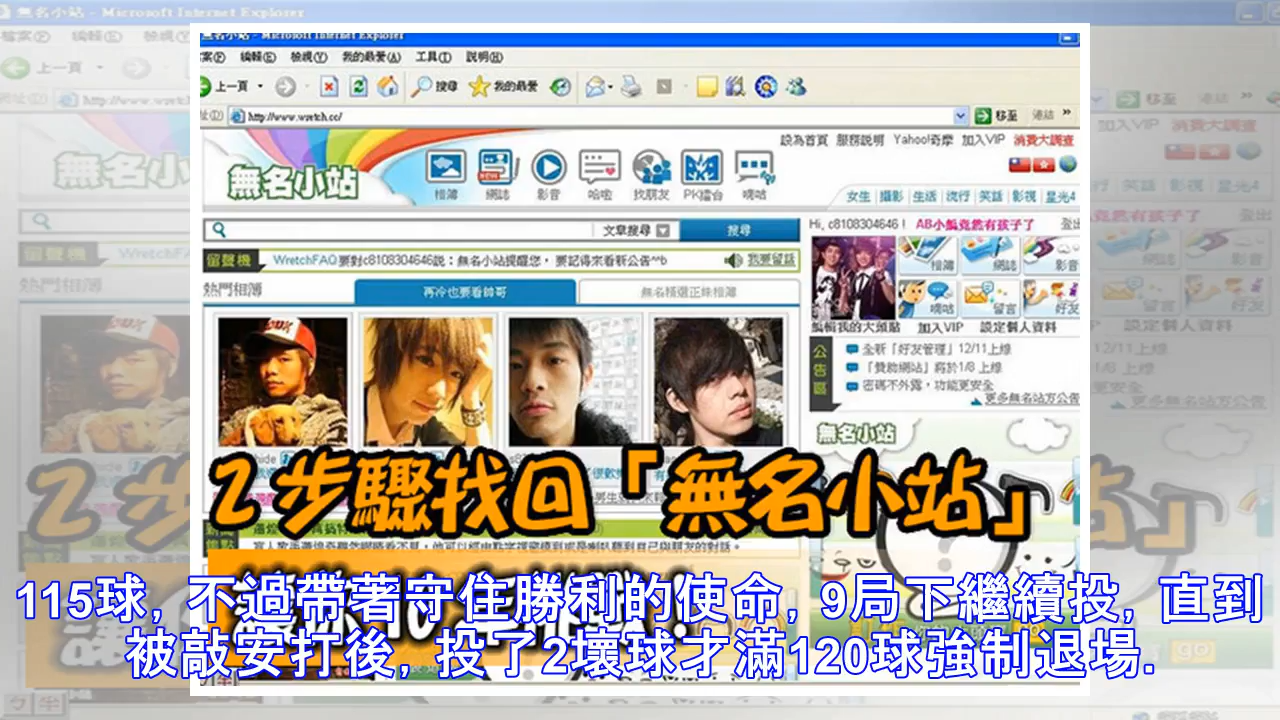 無名小站 - Microsoft Internet Explorer
編輯(E) 檢視(V) 我的最愛(A) 工具(T) 說明(H)
上一頁 搜尋 我的最愛
http://www.wretch.cc/ 移至 連結 »
設為首頁 服務說明 Yahoo!奇摩 加入VIP 消費大調查
無名小站
相簿 網誌 影音 哈啦 找朋友 PK擂台 嘀咕
NEW
女生 攝影 生活 流行 笑話 影視 星光4
文章搜尋 搜尋
Hi, c8108304646 ! AB小編竟然有孩子了 登出
留聲機 WretchFAQ要對c8108304646說：無名小站提醒您， 要記得來看新公告^^b 我要留話
相簿 網誌 影音
熱門相簿 再冷也要看帥哥 無名精選正妹相簿
嘀咕 留言 好友
編輯我的大頭貼 加入VIP 設定個人資料
公告區
全新「好友管理」12/11上線
「贊助網站」將於1/8 上線
密碼不外露，功能更安全
更多無名站方公告
無名小站
2步驟找回「無名小站」
115球, 不過帶著守住勝利的使命, 9局下繼續投, 直到
被敲安打後, 投了2壞球才滿120球強制退場.